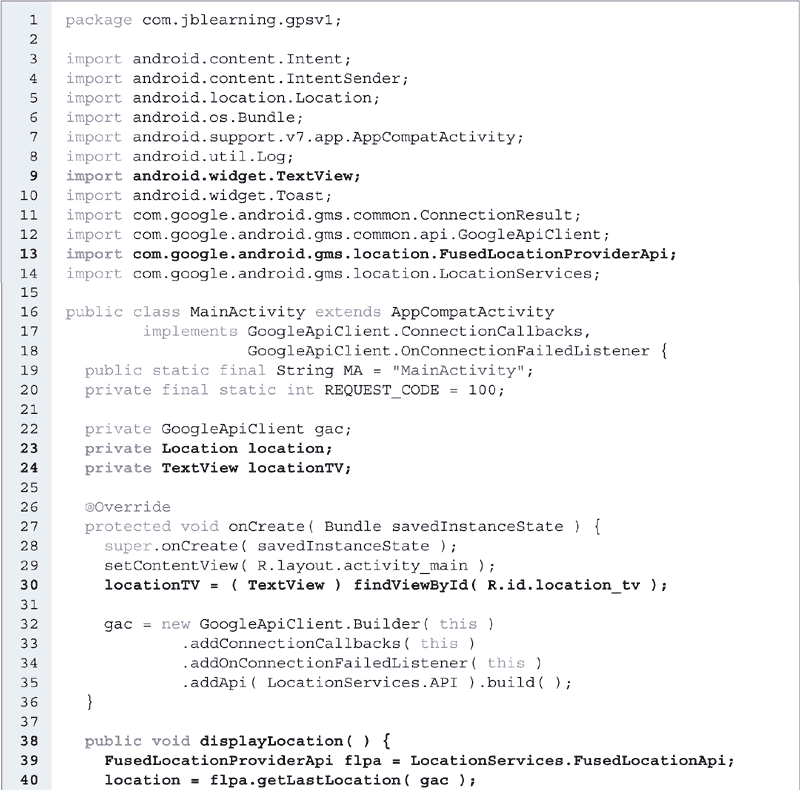 1 package com.jblearning.gpsv1;
2
3 import android.content.Intent;
4 import android.content.IntentSender;
5 import android.location.Location;
6 import android.os.Bundle;
7 import android.support.v7.app.AppCompatActivity;
8 import android.util.Log;
9 import android.widget.TextView;
10 import android.widget.Toast;
11 import com.google.android.gms.common.ConnectionResult;
12 import com.google.android.gms.common.api.GoogleApiClient;
13 import com.google.android.gms.location.FusedLocationProviderApi;
14 import com.google.android.gms.location.LocationServices;
15
16 public class MainActivity extends AppCompatActivity
17         implements GoogleApiClient.ConnectionCallbacks,
18                    GoogleApiClient.OnConnectionFailedListener {
19   public static final String MA = "MainActivity";
20   private final static int REQUEST_CODE = 100;
21
22   private GoogleApiClient gac;
23   private Location location;
24   private TextView locationTV;
25
26   @Override
27   protected void onCreate( Bundle savedInstanceState ) {
28     super.onCreate( savedInstanceState );
29     setContentView( R.layout.activity_main );
30     locationTV = ( TextView ) findViewById( R.id.location_tv );
31
32     gac = new GoogleApiClient.Builder( this )
33             .addConnectionCallbacks( this )
34             .addOnConnectionFailedListener( this )
35             .addApi( LocationServices.API ).build( );
36   }
37
38   public void displayLocation( ) {
39     FusedLocationProviderApi flpa = LocationServices.FusedLocationApi;
40     location = flpa.getLastLocation( gac );